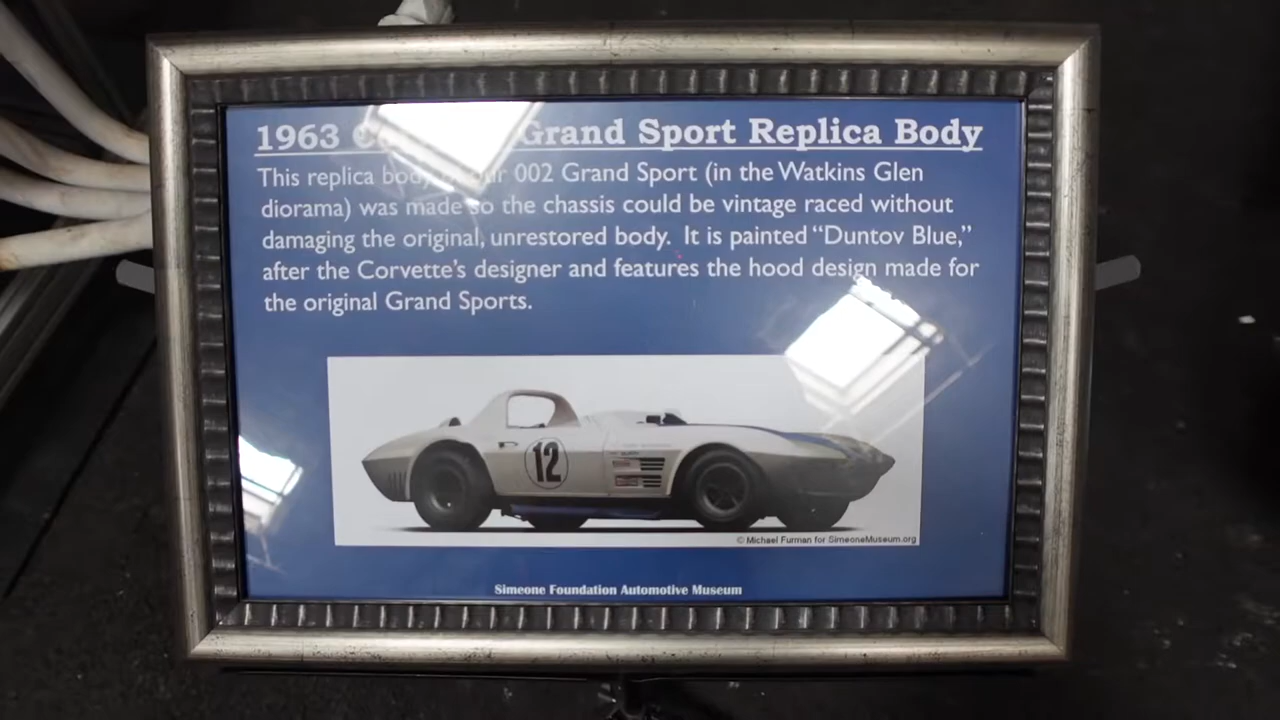 1963 Grand Sport Replica Body
This replica body 002 Grand Sport (in the Watkins Glen
diorama) was made so the chassis could be vintage raced without
damaging the original, unrestored body. It is painted “Duntov Blue,”
after the Corvette’s designer and features the hood design made for
the original Grand Sports.
12
© Michael Furman for SimeoneMuseum.org
Simeone Foundation Automotive Museum